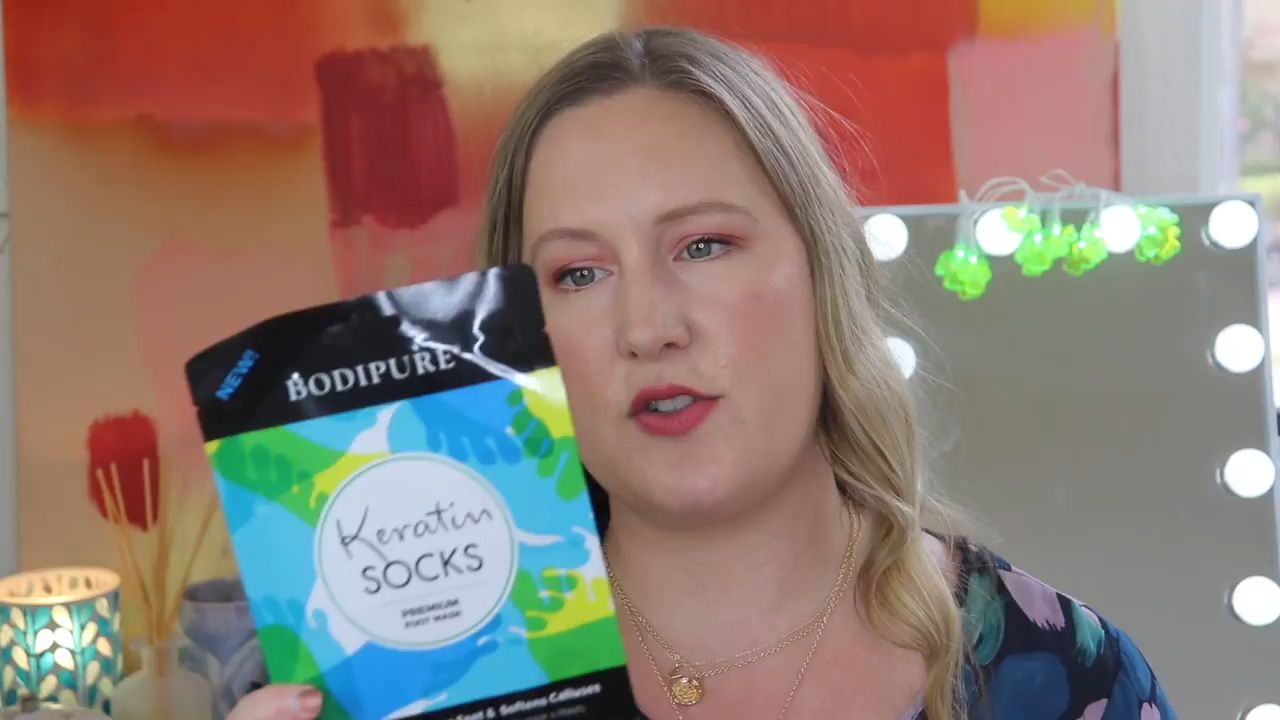 NEW!
BODIPURE
Keratin
SOCKS
PREMIUM
FOOT MASK
& Softens Calluses